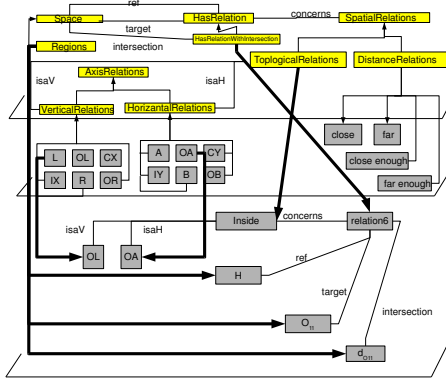 ref
Space
HasRelation
concerns
SpatialRelations
target
HasRelationWithIntersection
Regions
intersection
isaV
AxisRelations
isaH
ToplogicalRelations
DistanceRelations
VerticalRelations
HorizantalRelations
close
far
L OL CX
A OA CY
close enough
IX R OR
IY B OB
far enough
Inside
concerns
relation6
isaV
isaH
OL
OA
H
ref
target
intersection
O11
dO11